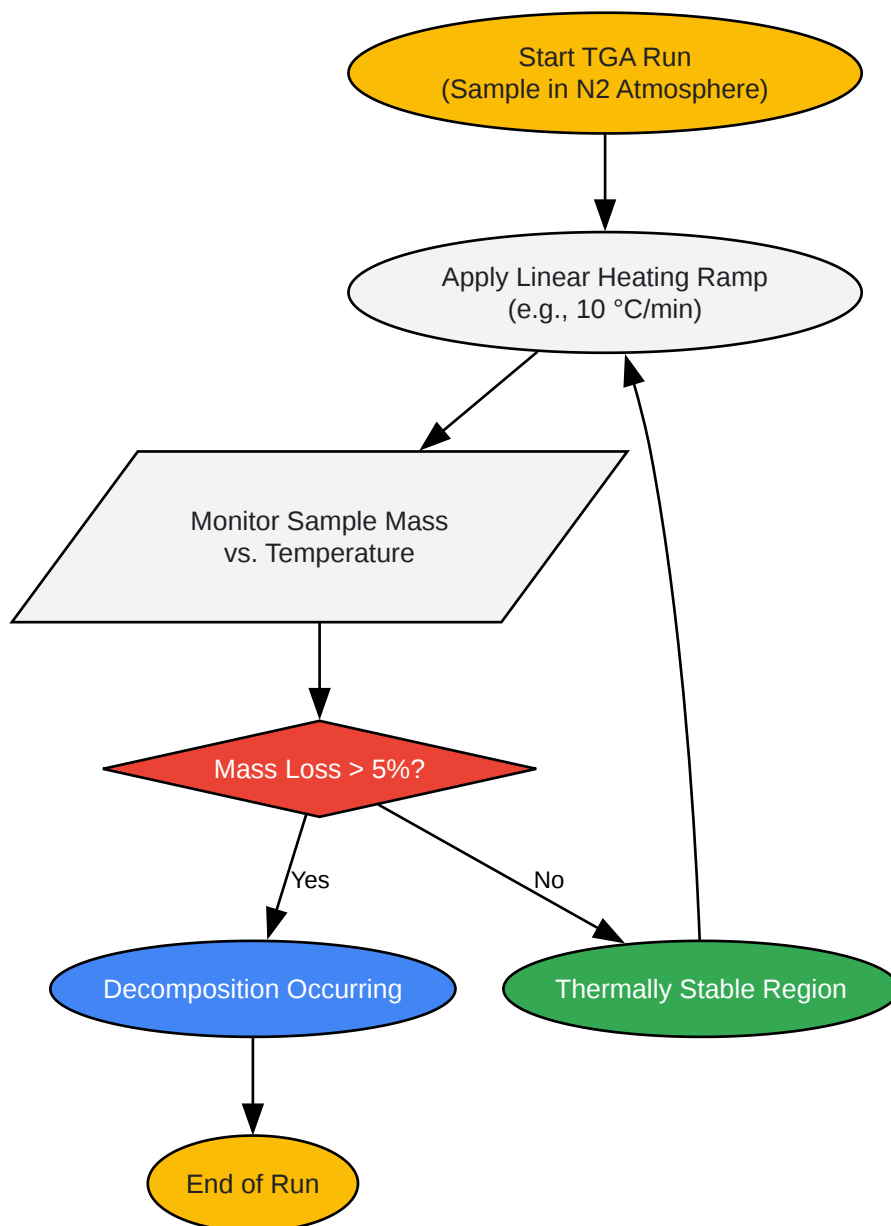 Start TGA Run
(Sample in N2 Atmosphere)
Apply Linear Heating Ramp
(e.g., 10 °C/min)
Monitor Sample Mass
vs. Temperature
Mass Loss > 5%?
Yes
No
Decomposition Occurring
Thermally Stable Region
End of Run